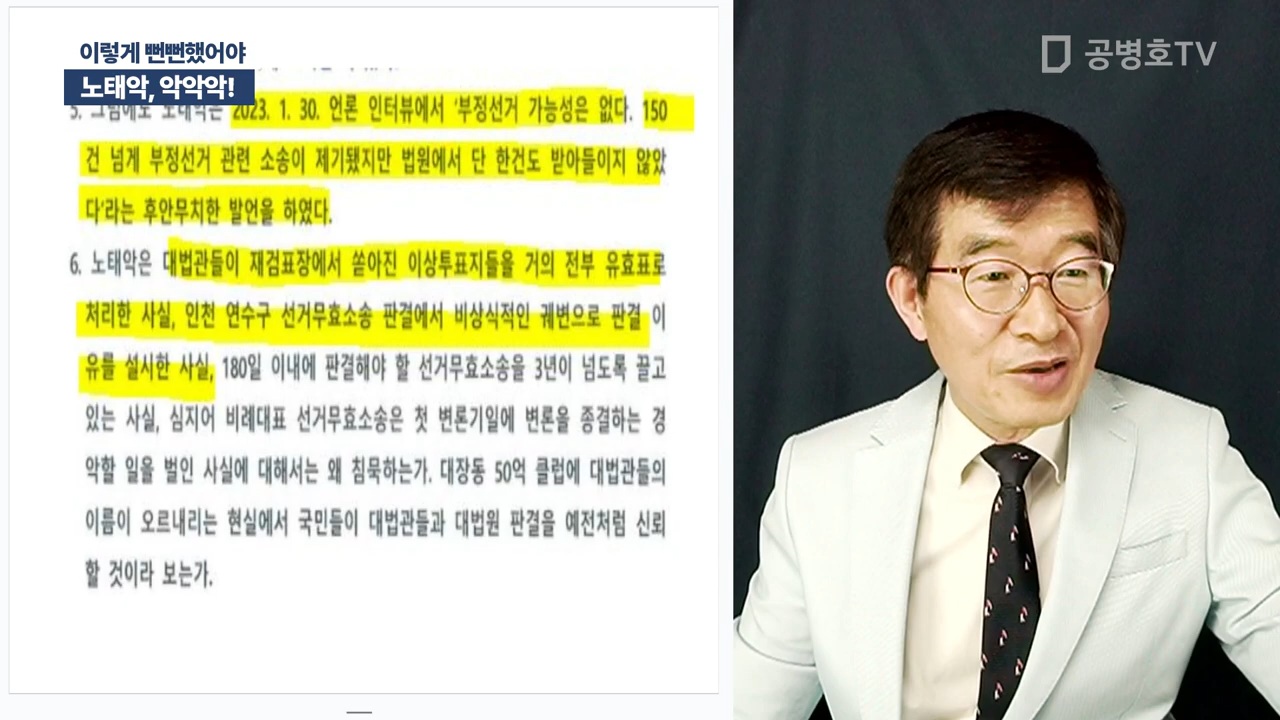 이렇게 뻔뻔했어야
노태악, 악악악!
공병호TV
5. 그럼에도 노태악은 2023. 1. 30. 언론 인터뷰에서 '부정선거 가능성은 없다. 150
건 넘게 부정선거 관련 소송이 제기됐지만 법원에서 단 한건도 받아들이지 않았
다'라는 후안무치한 발언을 하였다.
6. 노태악은 대법관들이 재검표장에서 쏟아진 이상투표지들을 거의 전부 유효표로
처리한 사실, 인천 연수구 선거무효소송 판결에서 비상식적인 궤변으로 판결 이
유를 설시한 사실, 180일 이내에 판결해야 할 선거무효소송을 3년이 넘도록 끌고
있는 사실, 심지어 비례대표 선거무효소송은 첫 변론기일에 변론을 종결하는 경
악할 일을 벌인 사실에 대해서는 왜 침묵하는가. 대장동 50억 클럽에 대법관들의
이름이 오르내리는 현실에서 국민들이 대법관들과 대법원 판결을 예전처럼 신뢰
할 것이라 보는가.